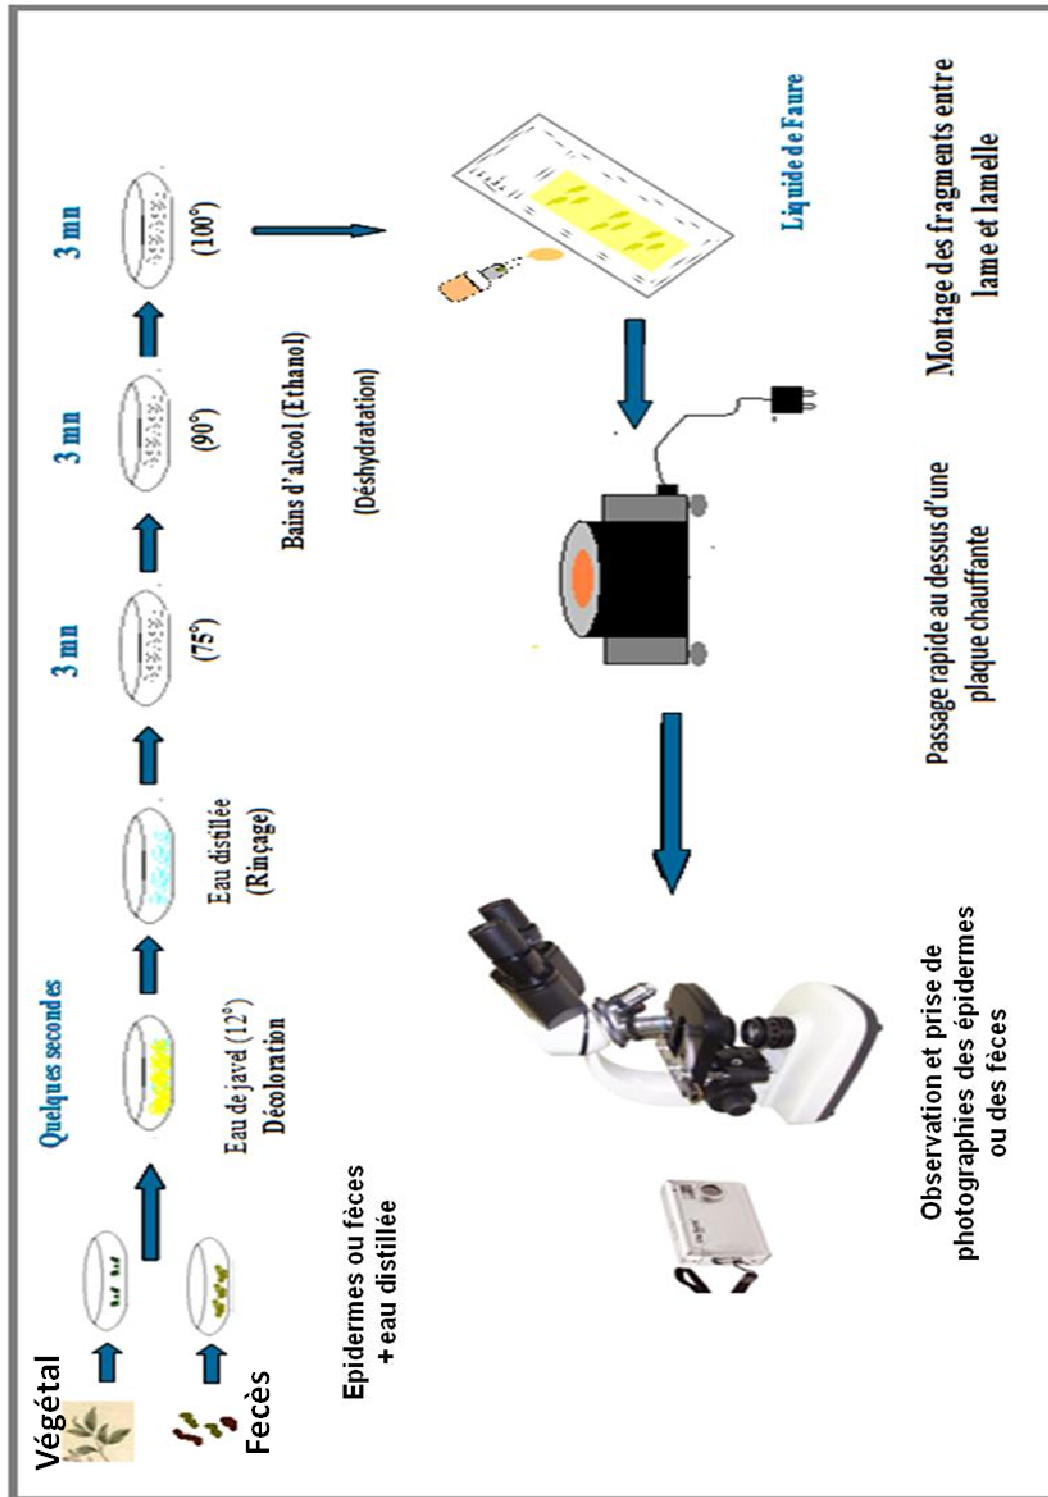 Végétal
Fecès
Epidermes ou fèces
+ eau distillée
Quelques secondes
Eau de javel (12°)
Décoloration
Eau distillée
(Rinçage)
3 mn
(75°)
3 mn
(90°)
3 mn
(100°)
Bains d'alcool (Ethanol)
(Déshydratation)
Liquide de Faure
Montage des fragments entre
lame et lamelle
Passage rapide au dessus d'une
plaque chauffante
Observation et prise de
photographies des épidermes
ou des fèces